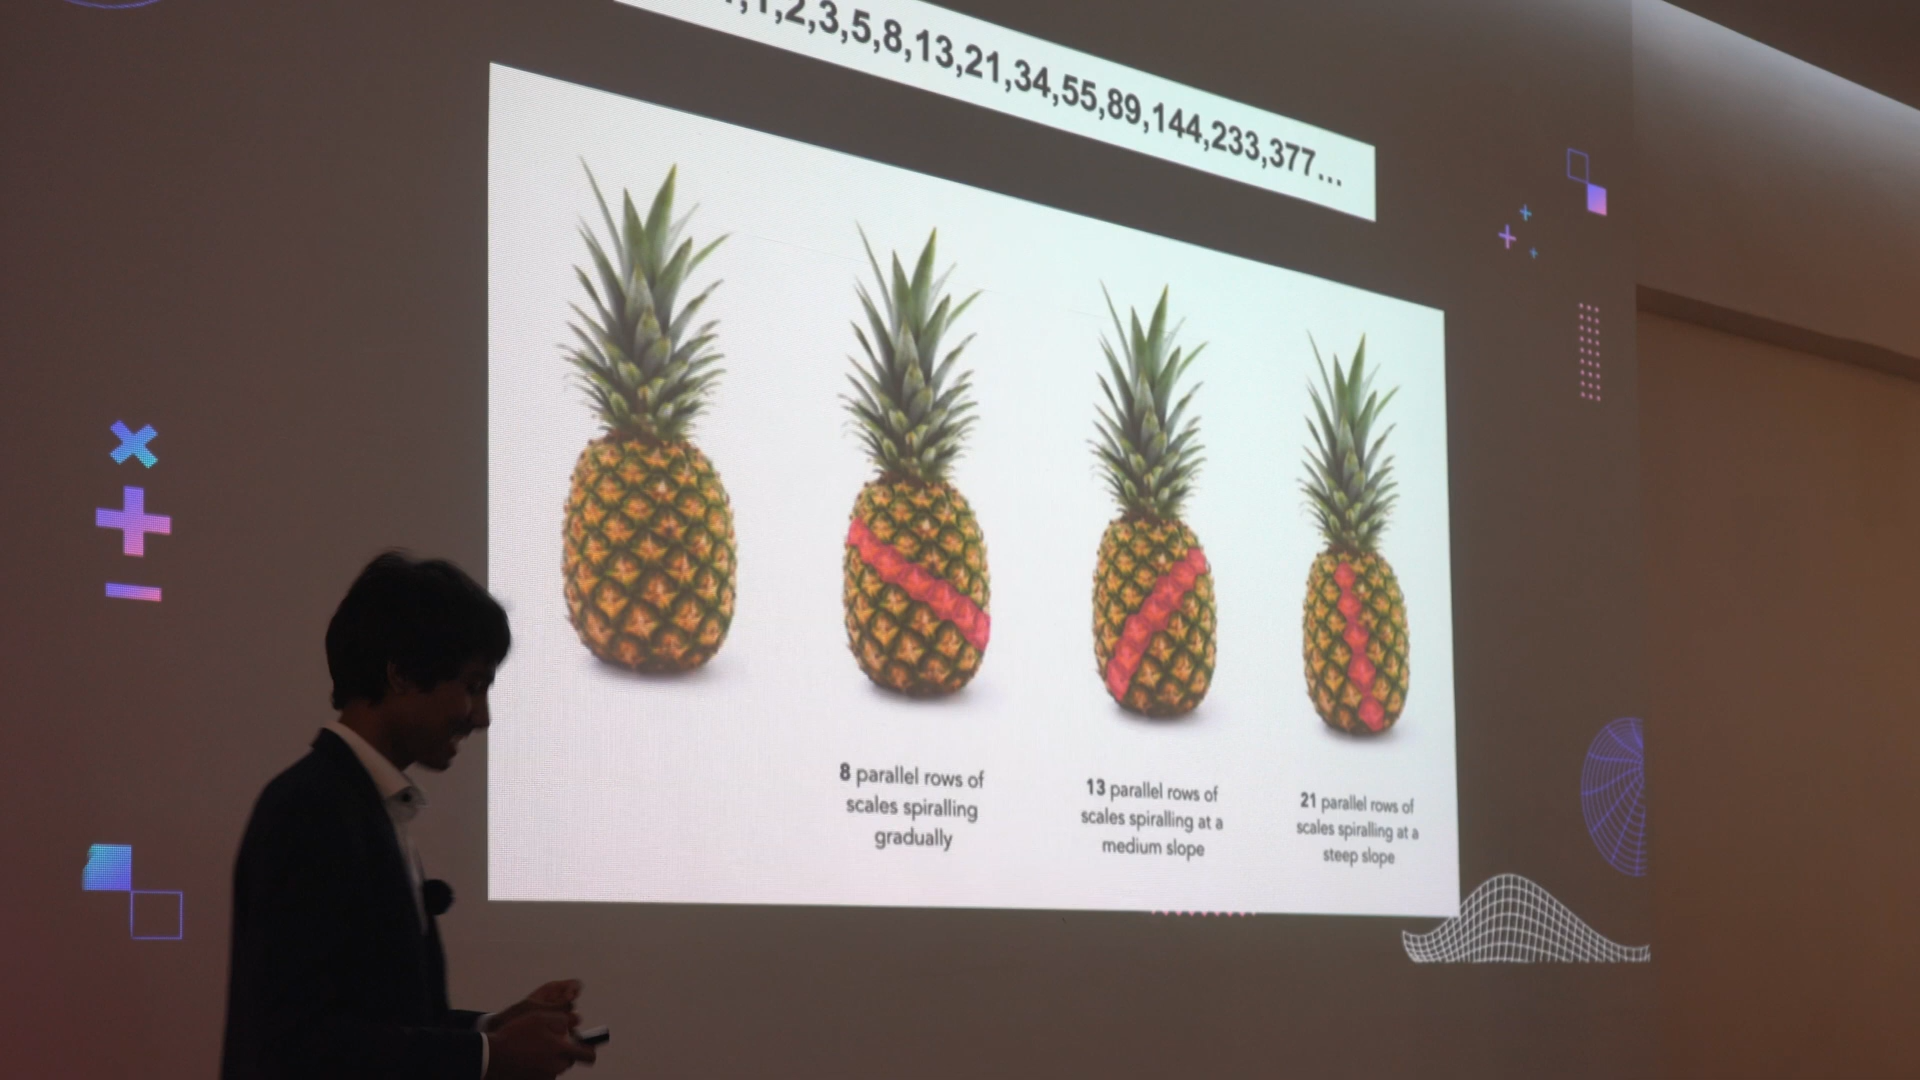 1,2,3,5,8,13,21,34,55,89,144,233,377...
8 parallel rows of
scales spiralling
gradually
13 parallel rows of
scales spiralling at a
medium slope
21 parallel rows of
scales spiralling at a
steep slope